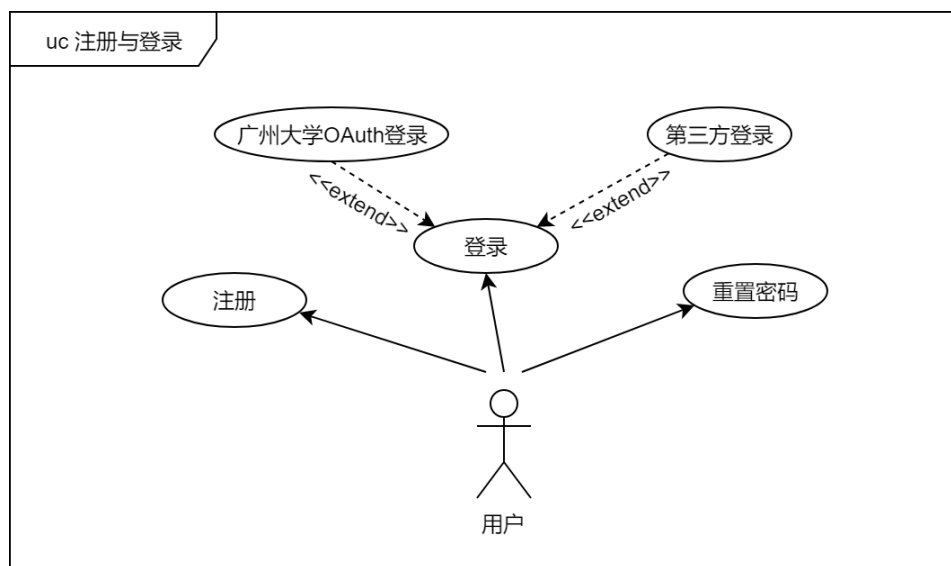 uc 注册与登录
广州大学OAuth登录
第三方登录
<<extend>>
<<extend>>
登录
注册
重置密码
用户